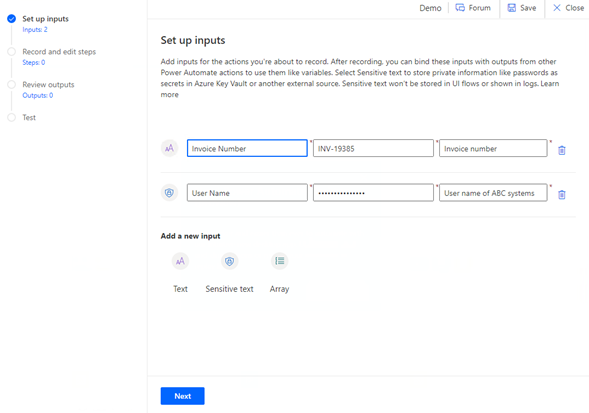 Demo Forum Save Close
Set up inputs
Inputs: 2
Record and edit steps
Steps: 0
Review outputs
Outputs: 0
Test
Set up inputs
Add inputs for the actions you're about to record. After recording, you can bind these inputs with outputs from other
Power Automate actions to use them like variables. Select Sensitive text to store private information like passwords as
secrets in Azure Key Vault or another external source. Sensitive text won't be stored in UI flows or shown in logs. Learn
more
AA Invoice Number * INV-19385 * Invoice number *
User Name * ••••••••••••••• * User name of ABC systems *
Add a new input
AA
Text Sensitive text Array
Next